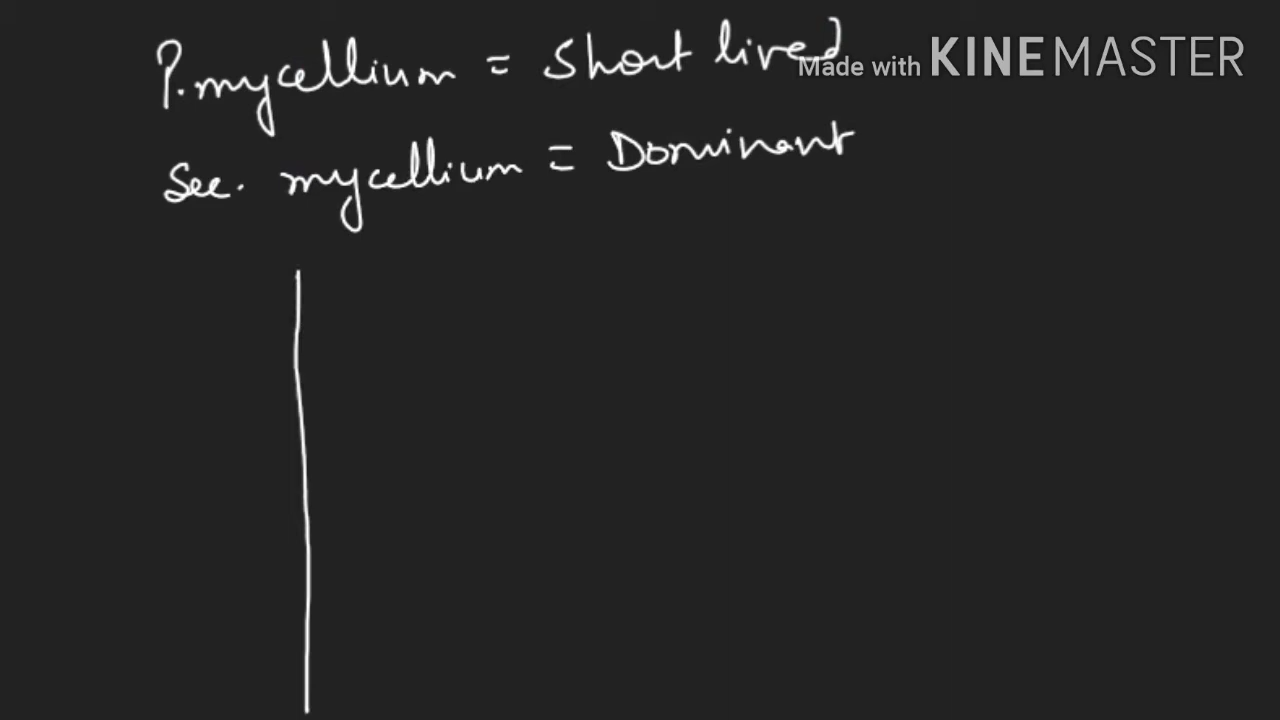 P. mycellium = Short lived
Made with KINEMASTER
Sec. mycellium = Dominant